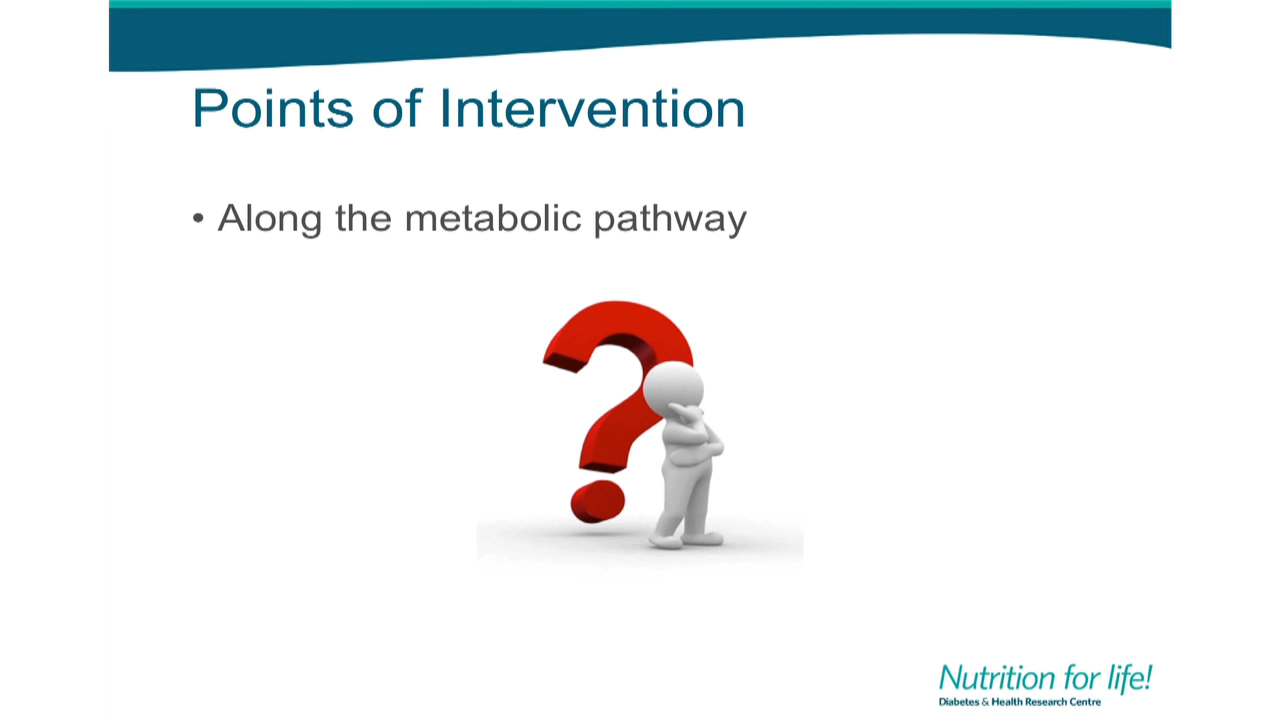 Points of Intervention
• Along the metabolic pathway
Nutrition for life!
Diabetes & Health Research Centre